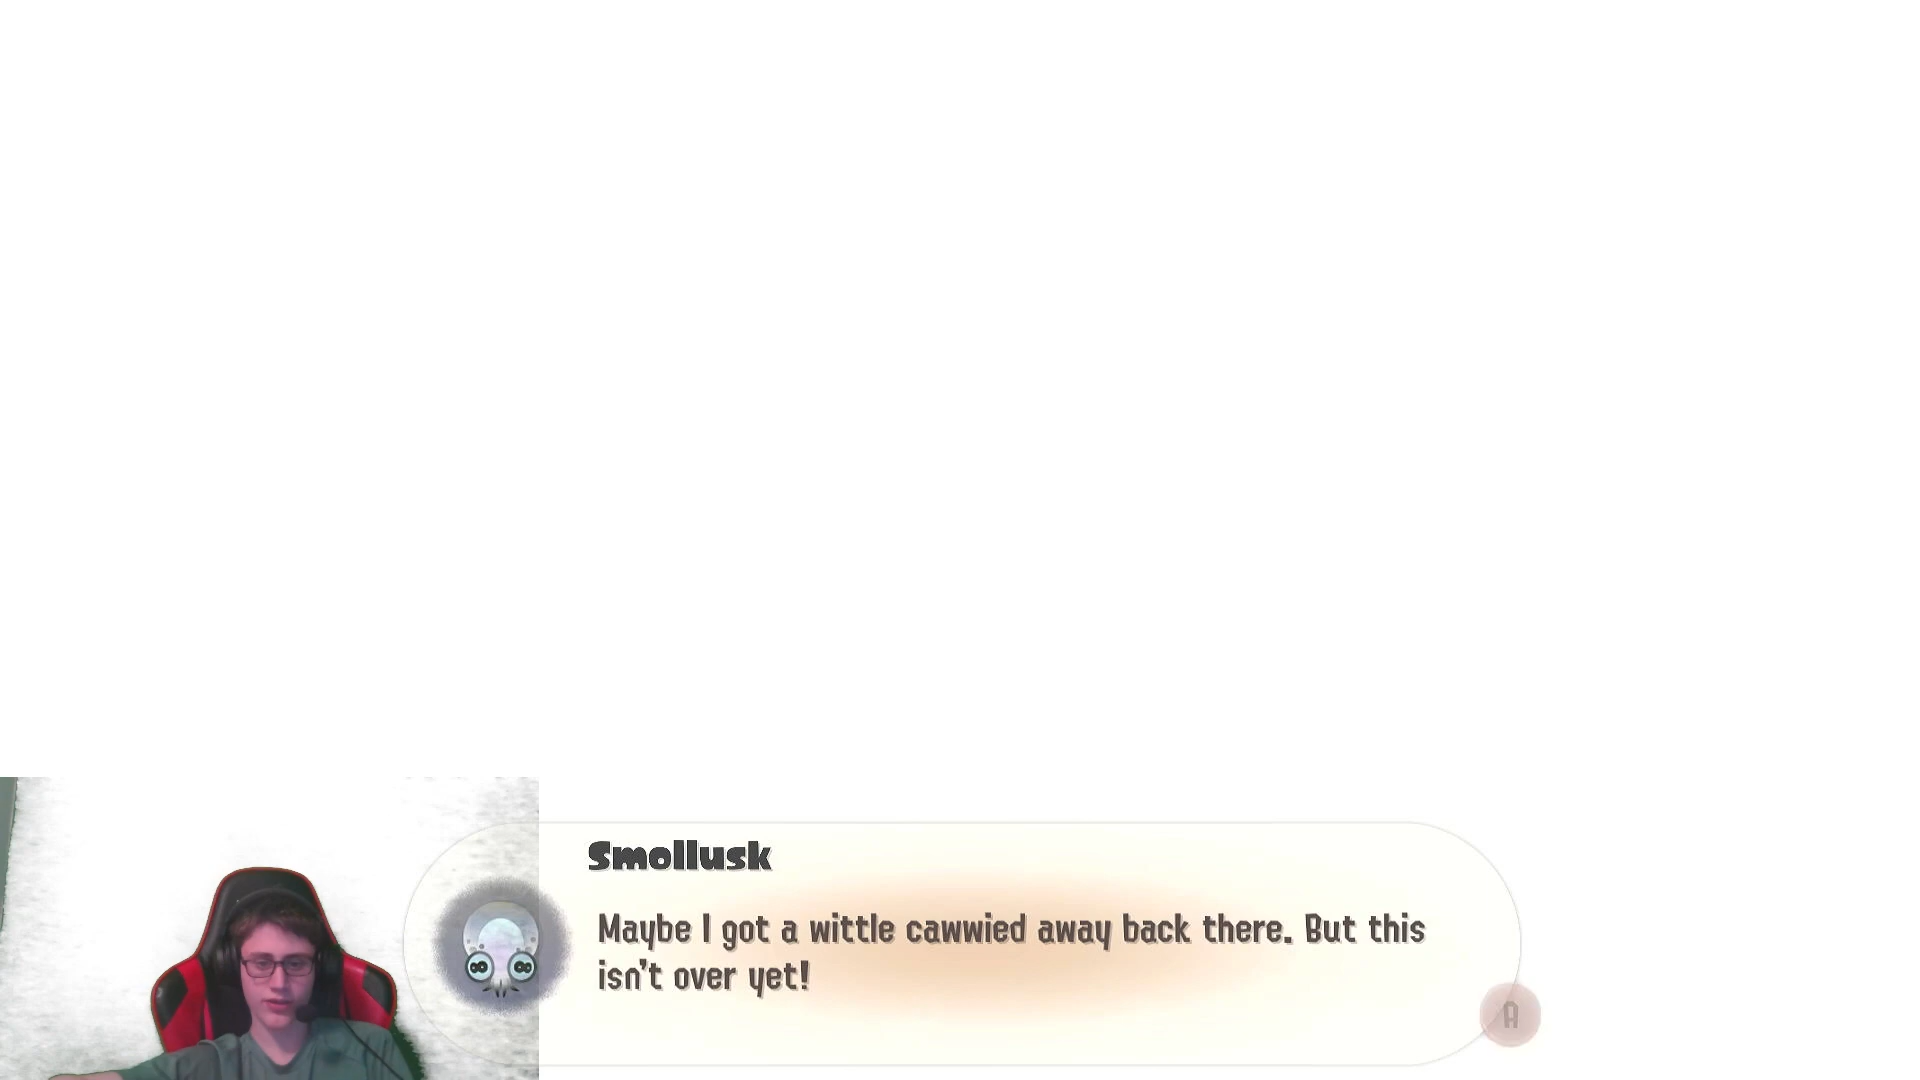 Smollusk
Maybe I got a wittle cawwied away back there. But this
isn't over yet!
A